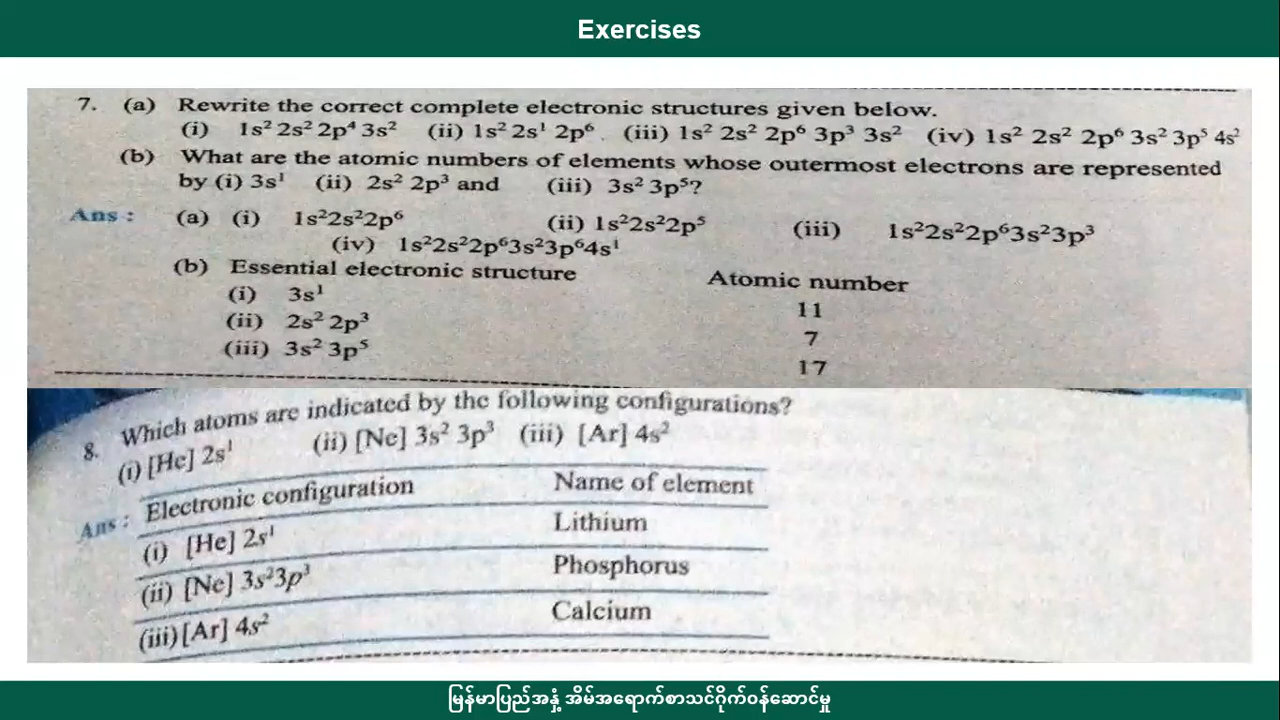 Exercises
7. (a) Rewrite the correct complete electronic structures given below.
(i) 1s² 2s² 2p⁴ 3s² (ii) 1s² 2s¹ 2p⁶ (iii) 1s² 2s² 2p⁶ 3p³ 3s² (iv) 1s² 2s² 2p⁶ 3s² 3p⁵ 4s²
(b) What are the atomic numbers of elements whose outermost electrons are represented
by (i) 3s¹ (ii) 2s² 2p³ and (iii) 3s² 3p⁵?
Ans : (a) (i) 1s²2s²2p⁶ (ii) 1s²2s²2p⁵ (iii) 1s²2s²2p⁶3s²3p³
(iv) 1s²2s²2p⁶3s²3p⁶4s¹
(b) Essential electronic structure Atomic number
(i) 3s¹ 11
(ii) 2s² 2p³ 7
(iii) 3s² 3p⁵ 17
8. Which atoms are indicated by the following configurations?
(i) [He] 2s¹ (ii) [Ne] 3s² 3p³ (iii) [Ar] 4s²
Ans : Electronic configuration Name of element
(i) [He] 2s¹ Lithium
(ii) [Ne] 3s²3p³ Phosphorus
(iii) [Ar] 4s² Calcium
မြန်မာပြည်အနှံ့ အိမ်အရောက်စာသင်ဂိုက်ဝန်ဆောင်မှု